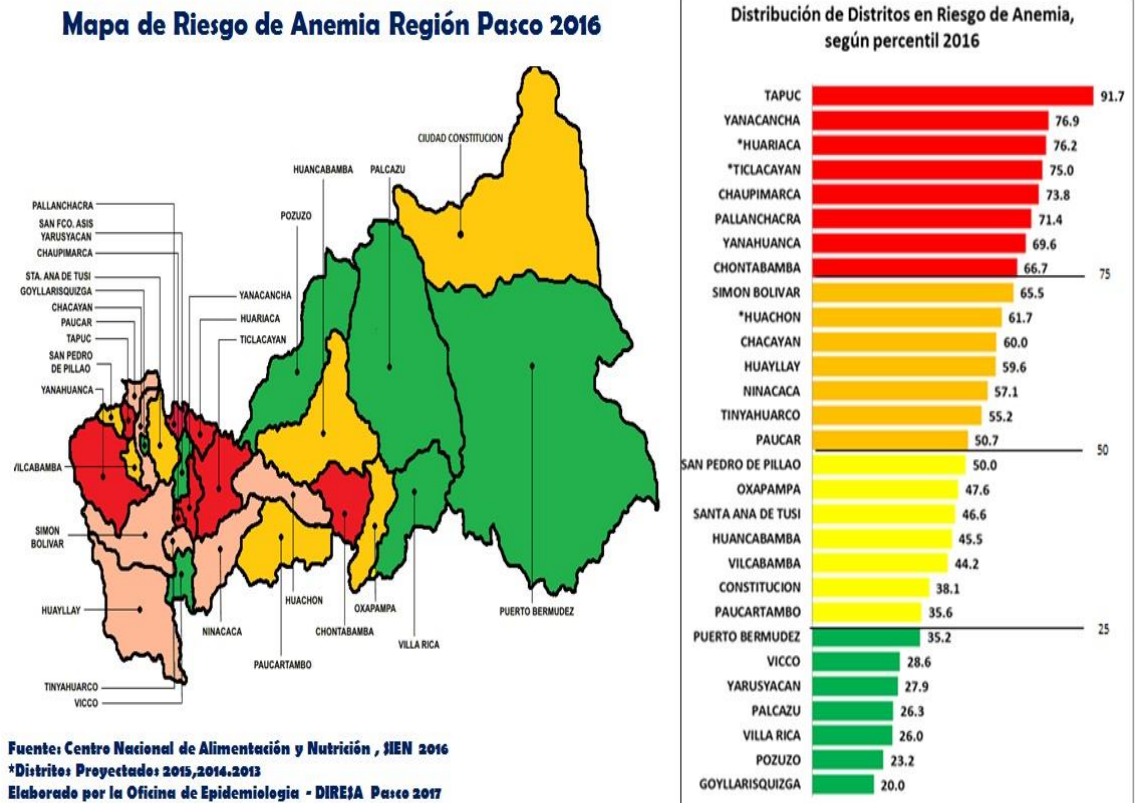 Mapa de Riesgo de Anemia Región Pasco 2016
CIUDAD CONSTITUCION
HUANCABAMBA
PALCAZU
POZUZO
PALLANCHACRA
SAN FCO. ASIS
YARUSYACAN
CHAUPIMARCA
STA. ANA DE TUSI
GOYLLARISQUIZGA
CHACAYAN
PAUCAR
TAPUC
SAN PEDRO
DE PILLAO
YANAHUANCA
YANACANCHA
HUARIACA
TICLACAYAN
VILCABAMBA
SIMON
BOLIVAR
HUAYLLAY
TINYAHUARCO
VICCO
NINACACA
PAUCARTAMBO
HUACHON
CHONTABAMBA
OXAPAMPA
VILLA RICA
PUERTO BERMUDEZ
Fuente: Centro Nacional de Alimentación y Nutrición , SIEN 2016
*Distritos Proyectados 2015,2014.2013
Elaborado por la Oficina de Epidemiologia - DIRESA Pasco 2017
Distribución de Distritos en Riesgo de Anemia,
según percentil 2016
TAPUC 91.7
YANACANCHA 76.9
*HUARIACA 76.2
*TICLACAYAN 75.0
CHAUPIMARCA 73.8
PALLANCHACRA 71.4
YANAHUANCA 69.6
CHONTABAMBA 66.7
75
SIMON BOLIVAR 65.5
*HUACHON 61.7
CHACAYAN 60.0
HUAYLLAY 59.6
NINACACA 57.1
TINYAHUARCO 55.2
PAUCAR 50.7
50
SAN PEDRO DE PILLAO 50.0
OXAPAMPA 47.6
SANTA ANA DE TUSI 46.6
HUANCABAMBA 45.5
VILCABAMBA 44.2
CONSTITUCION 38.1
PAUCARTAMBO 35.6
25
PUERTO BERMUDEZ 35.2
VICCO 28.6
YARUSYACAN 27.9
PALCAZU 26.3
VILLA RICA 26.0
POZUZO 23.2
GOYLLARISQUIZGA 20.0